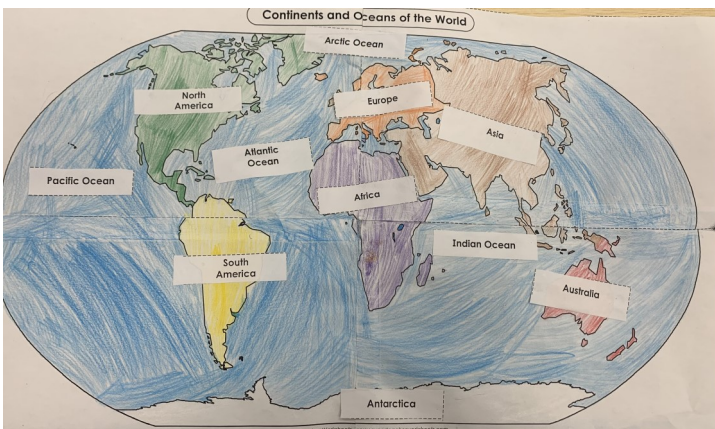 Continents and Oceans of the World
Arctic Ocean
North
America
Europe
Asia
Atlantic
Ocean
Pacific Ocean
Africa
Indian Ocean
South
America
Australia
Antarctica